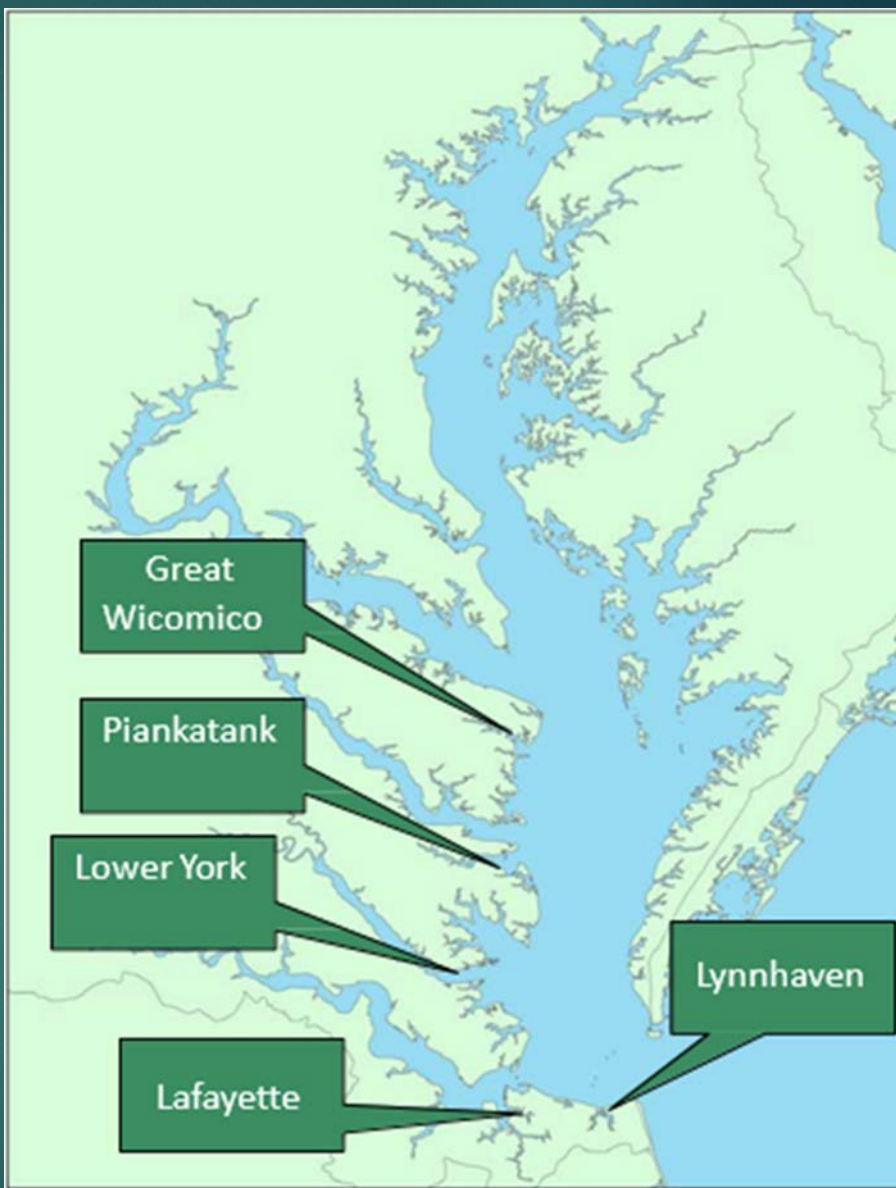 Great
Wicomico
Piankatank
Lower York
Lynnhaven
Lafayette